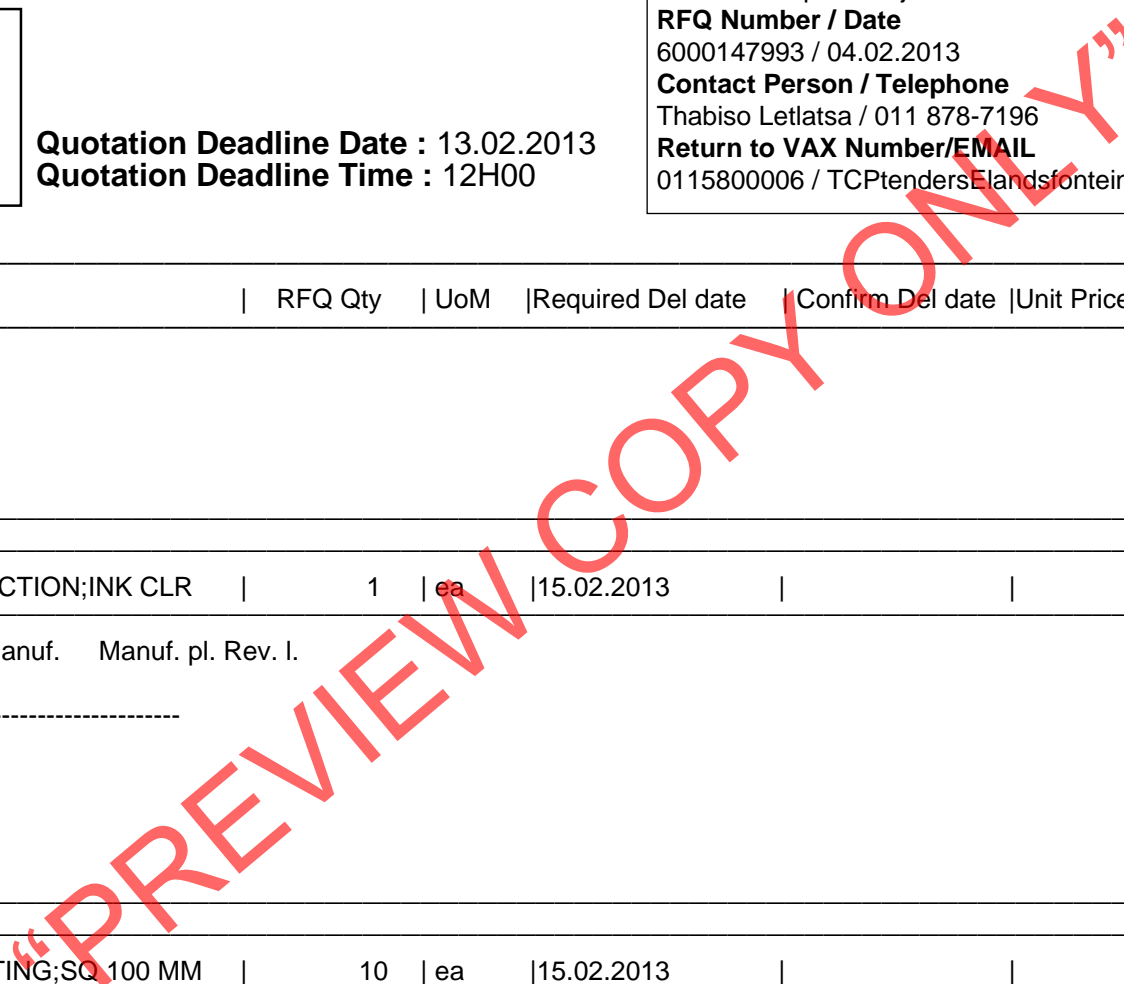 RFQ Number / Date
6000147993 / 04.02.2013
Contact Person / Telephone
Thabiso Letlatsa / 011 878-7196
Return to VAX Number/EMAIL
0115800006 / TCPtendersElandsfontein
Quotation Deadline Date : 13.02.2013
Quotation Deadline Time : 12H00
| RFQ Qty | UoM |Required Del date | Confirm Del date |Unit Price
CTION;INK CLR | 1 | ea |15.02.2013 | |
anuf. Manuf. pl. Rev. l.
---------------------
TING;SQ 100 MM | 10 | ea |15.02.2013 | |
“PREVIEW COPY ONLY”